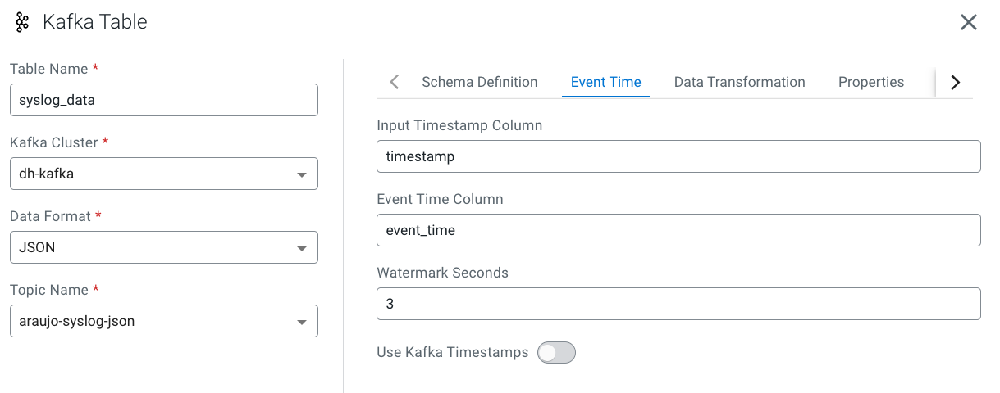 Kafka Table
Table Name *
syslog_data
Kafka Cluster *
dh-kafka
Data Format *
JSON
Topic Name *
araujo-syslog-json
Schema Definition Event Time Data Transformation Properties
Input Timestamp Column
timestamp
Event Time Column
event_time
Watermark Seconds
3
Use Kafka Timestamps